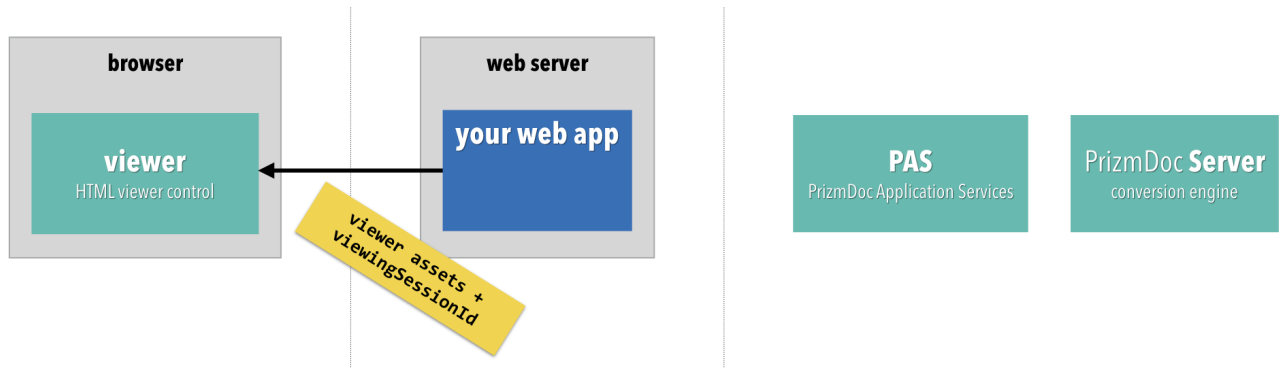 browser
viewer
HTML viewer control
web server
your web app
viewer assets +
viewingSessionId
PAS
PrizmDoc Application Services
PrizmDoc Server
conversion engine